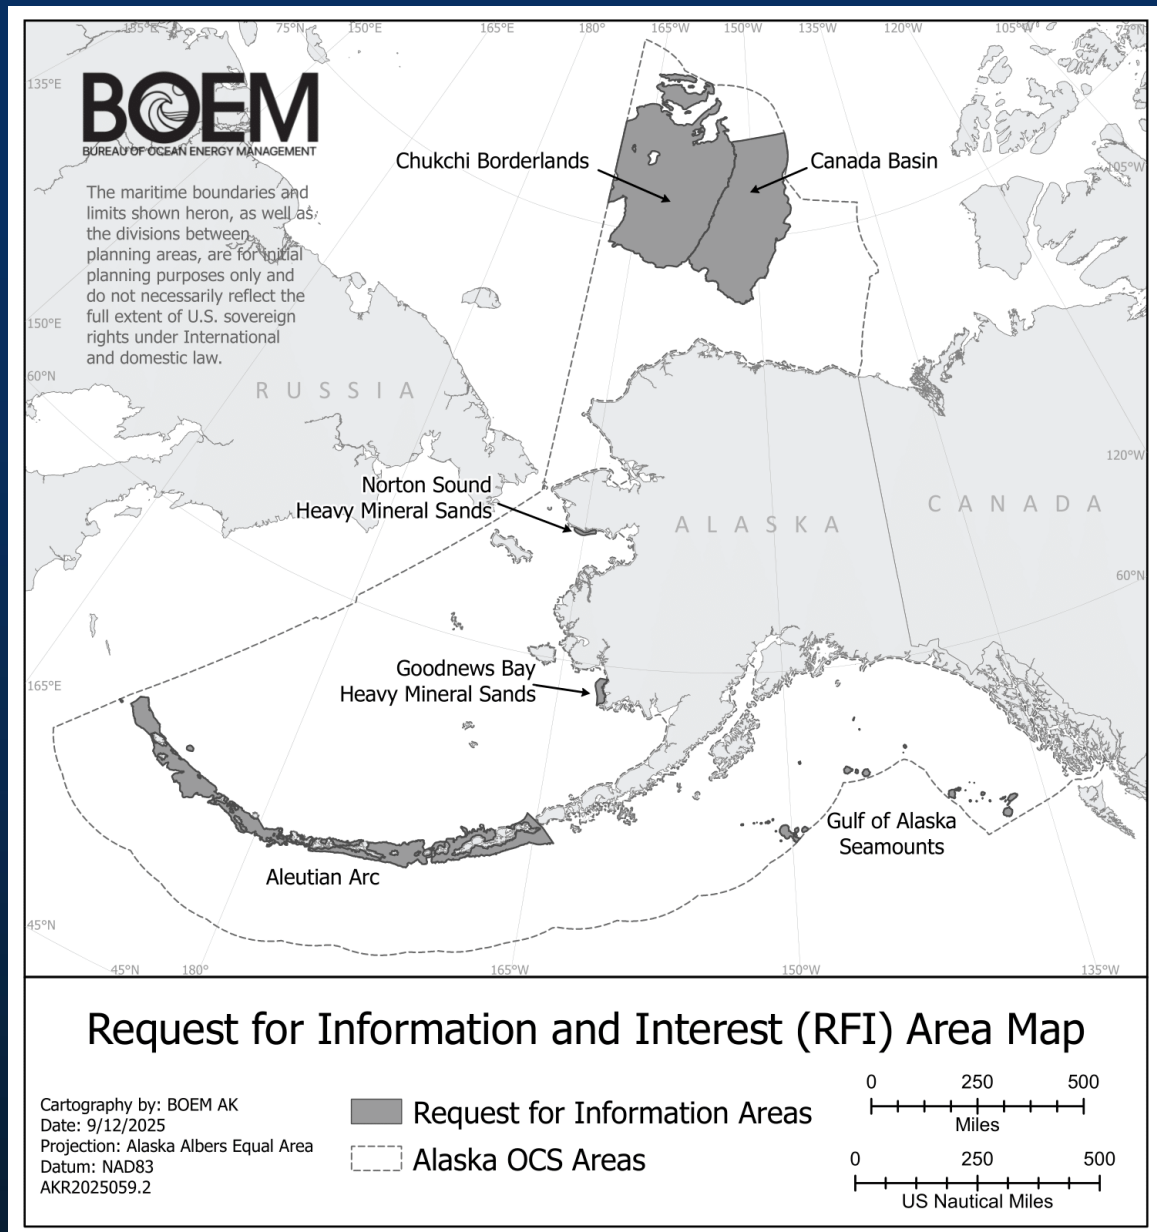 135°E 75°N 150°E 165°E 180° 165°W 150°W 135°W 120°W 105°W 75°N
135°E
BOEM
BUREAU OF OCEAN ENERGY MANAGEMENT
The maritime boundaries and
limits shown heron, as well as
the divisions between
planning areas, are for initial
planning purposes only and
do not necessarily reflect the
full extent of U.S. sovereign
rights under International
and domestic law.
Chukchi Borderlands
Canada Basin
105°W
150°E
60°N
RUSSIA
120°W
Norton Sound
Heavy Mineral Sands
ALASKA
CANADA
60°N
Goodnews Bay
Heavy Mineral Sands
165°E
Gulf of Alaska
Seamounts
Aleutian Arc
45°N
45°N 180° 165°W 150°W 135°W
Request for Information and Interest (RFI) Area Map
Cartography by: BOEM AK
Date: 9/12/2025
Projection: Alaska Albers Equal Area
Datum: NAD83
AKR2025059.2
Request for Information Areas
Alaska OCS Areas
0 250 500
Miles
0 250 500
US Nautical Miles